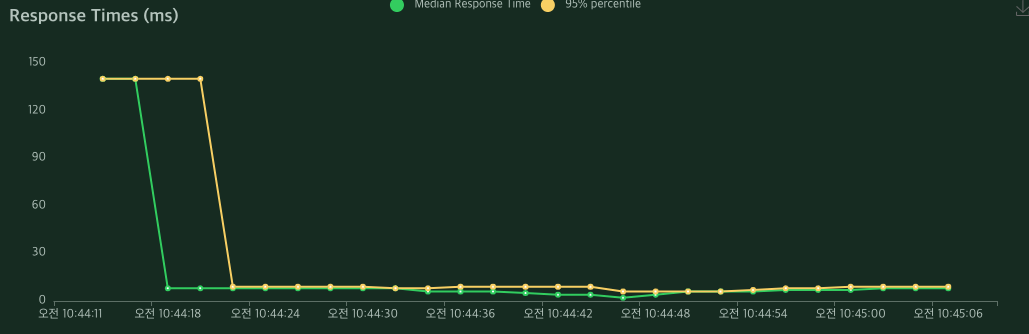 Response Times (ms)
Median Response Time
95% percentile
150
120
90
60
30
0
오전 10:44:11
오전 10:44:18
오전 10:44:24
오전 10:44:30
오전 10:44:36
오전 10:44:42
오전 10:44:48
오전 10:44:54
오전 10:45:00
오전 10:45:06